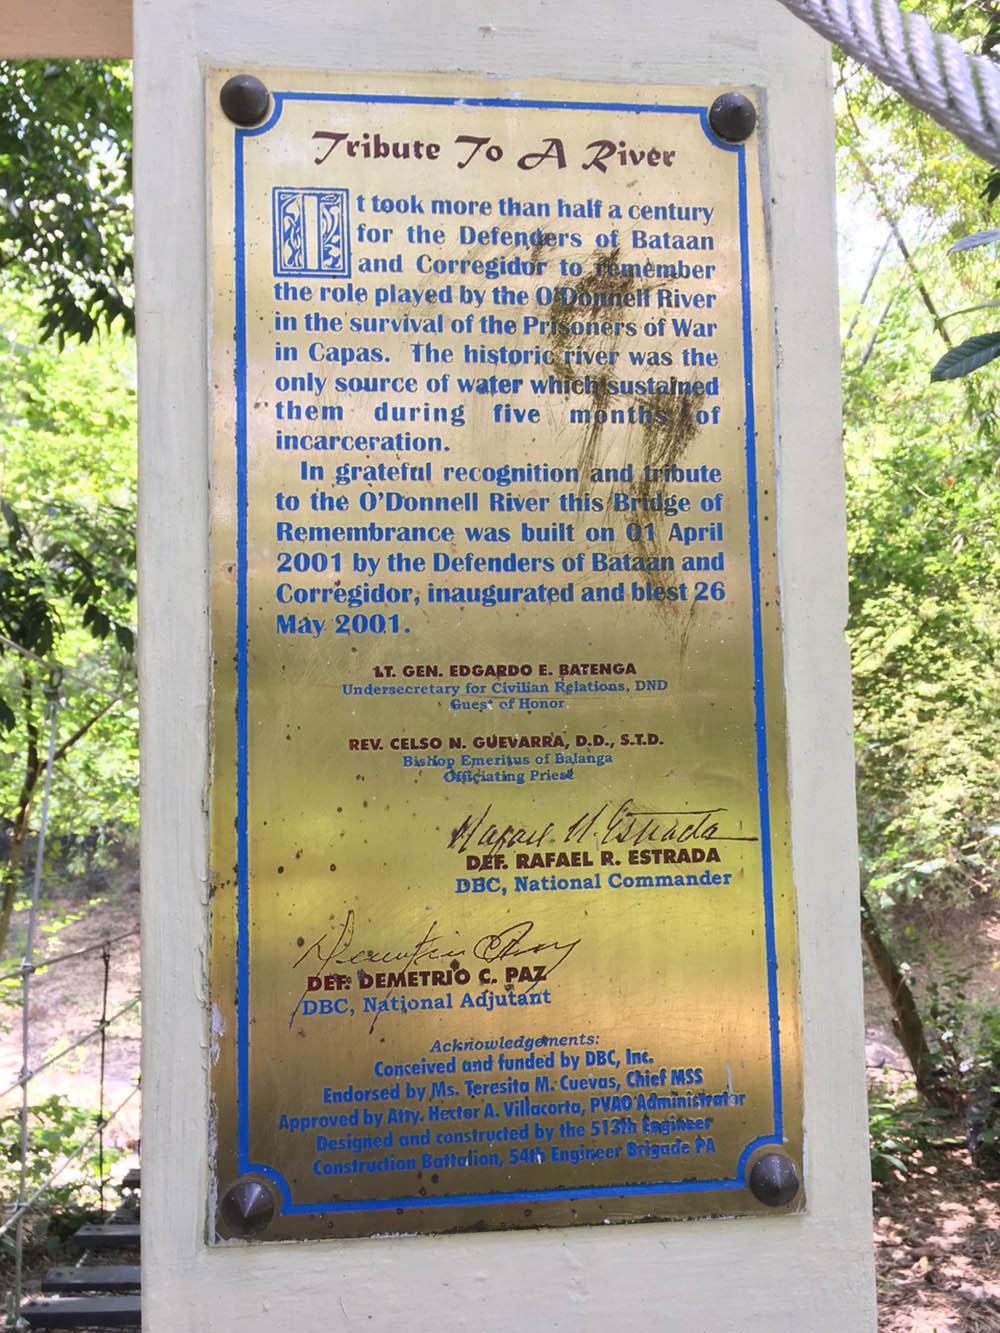 Tribute To A River
It took more than half a century
for the Defenders of Bataan
and Corregidor to remember
the role played by the O'Donnell River
in the survival of the Prisoners of War
in Capas. The historic river was the
only source of water which sustained
them during five months of
incarceration.
In grateful recognition and tribute
to the O'Donnell River this Bridge of
Remembrance was built on 01 April
2001 by the Defenders of Bataan and
Corregidor, inaugurated and blest 26
May 2001.
LT. GEN. EDGARDO E. BATENGA
Undersecretary for Civilian Relations, DND
Guest of Honor
REV. CELSO N. GUEVARRA, D.D., S.T.D.
Bishop Emeritus of Balanga
Officiating Priest
DEF. RAFAEL R. ESTRADA
DBC, National Commander
DEF. DEMETRIO C. PAZ
DBC, National Adjutant
Acknowledgements:
Conceived and funded by DBC, Inc.
Endorsed by Ms. Teresita M. Cuevas, Chief MSS
Approved by Atty. Hector A. Villacorta, PVAO Administrator
Designed and constructed by the 513th Engineer
Construction Battalion, 54th Engineer Brigade PA